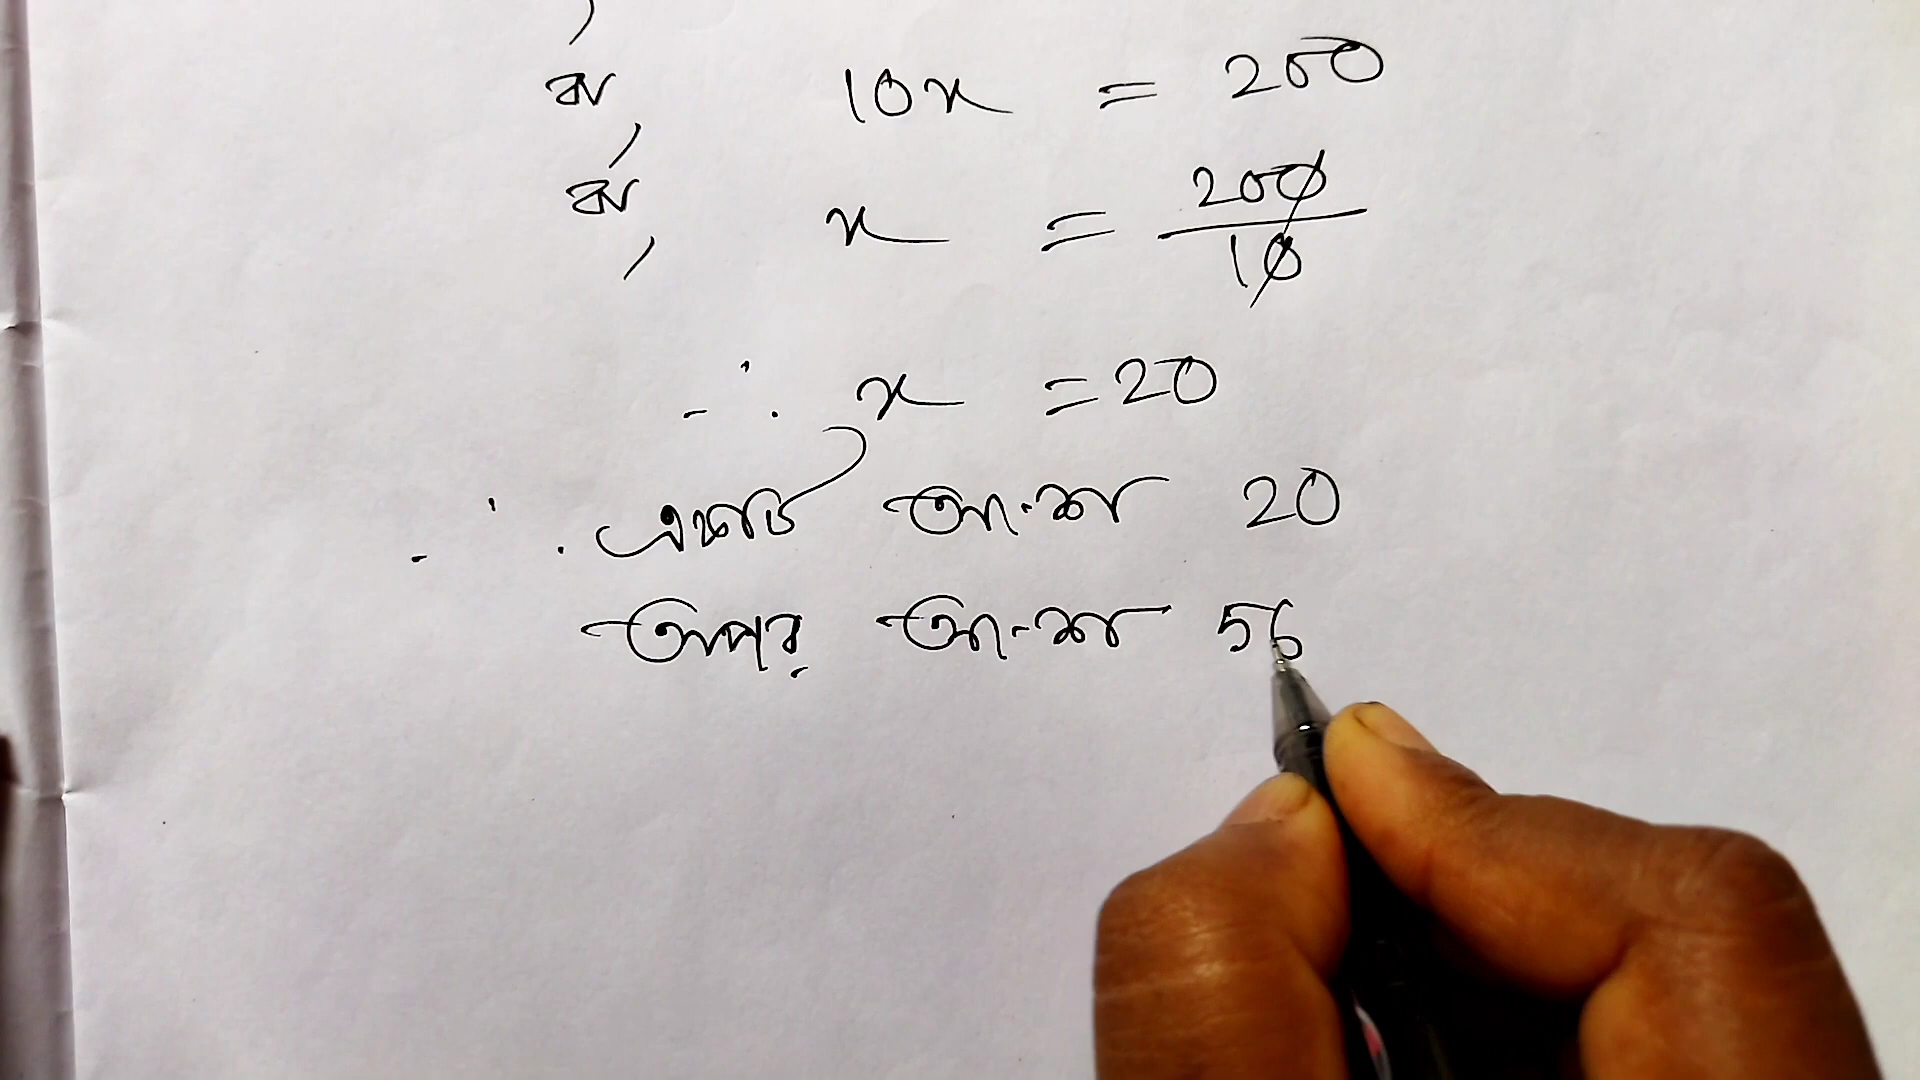 বা, 10x = 200
বা, x = 200/10
∴ x = 20
∴ একটি অংশ 20
অপর অংশ 56